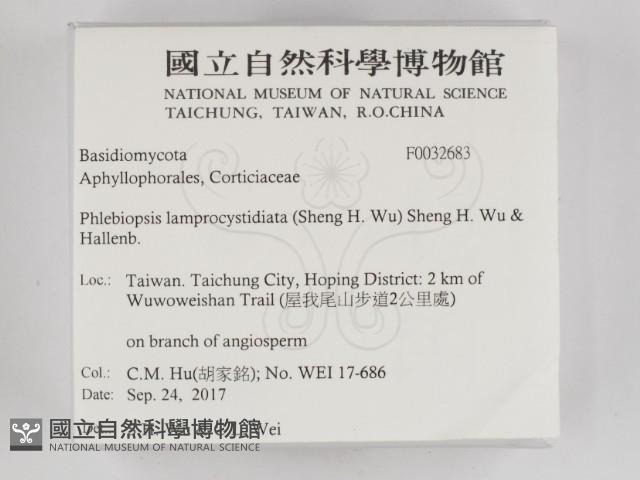 國立自然科學博物館
NATIONAL MUSEUM OF NATURAL SCIENCE
TAICHUNG, TAIWAN, R.O.CHINA
Basidiomycota F0032683
Aphyllophorales, Corticiaceae
Phlebiopsis lamprocystidiata (Sheng H. Wu) Sheng H. Wu &
Hallenb.
Loc.: Taiwan. Taichung City, Hoping District: 2 km of
Wuwoweishan Trail (屋我尾山步道2公里處)
on branch of angiosperm
Col.: C.M. Hu(胡家銘); No. WEI 17-686
Date: Sep. 24, 2017
Wei
國立自然科學博物館
NATIONAL MUSEUM OF NATURAL SCIENCE